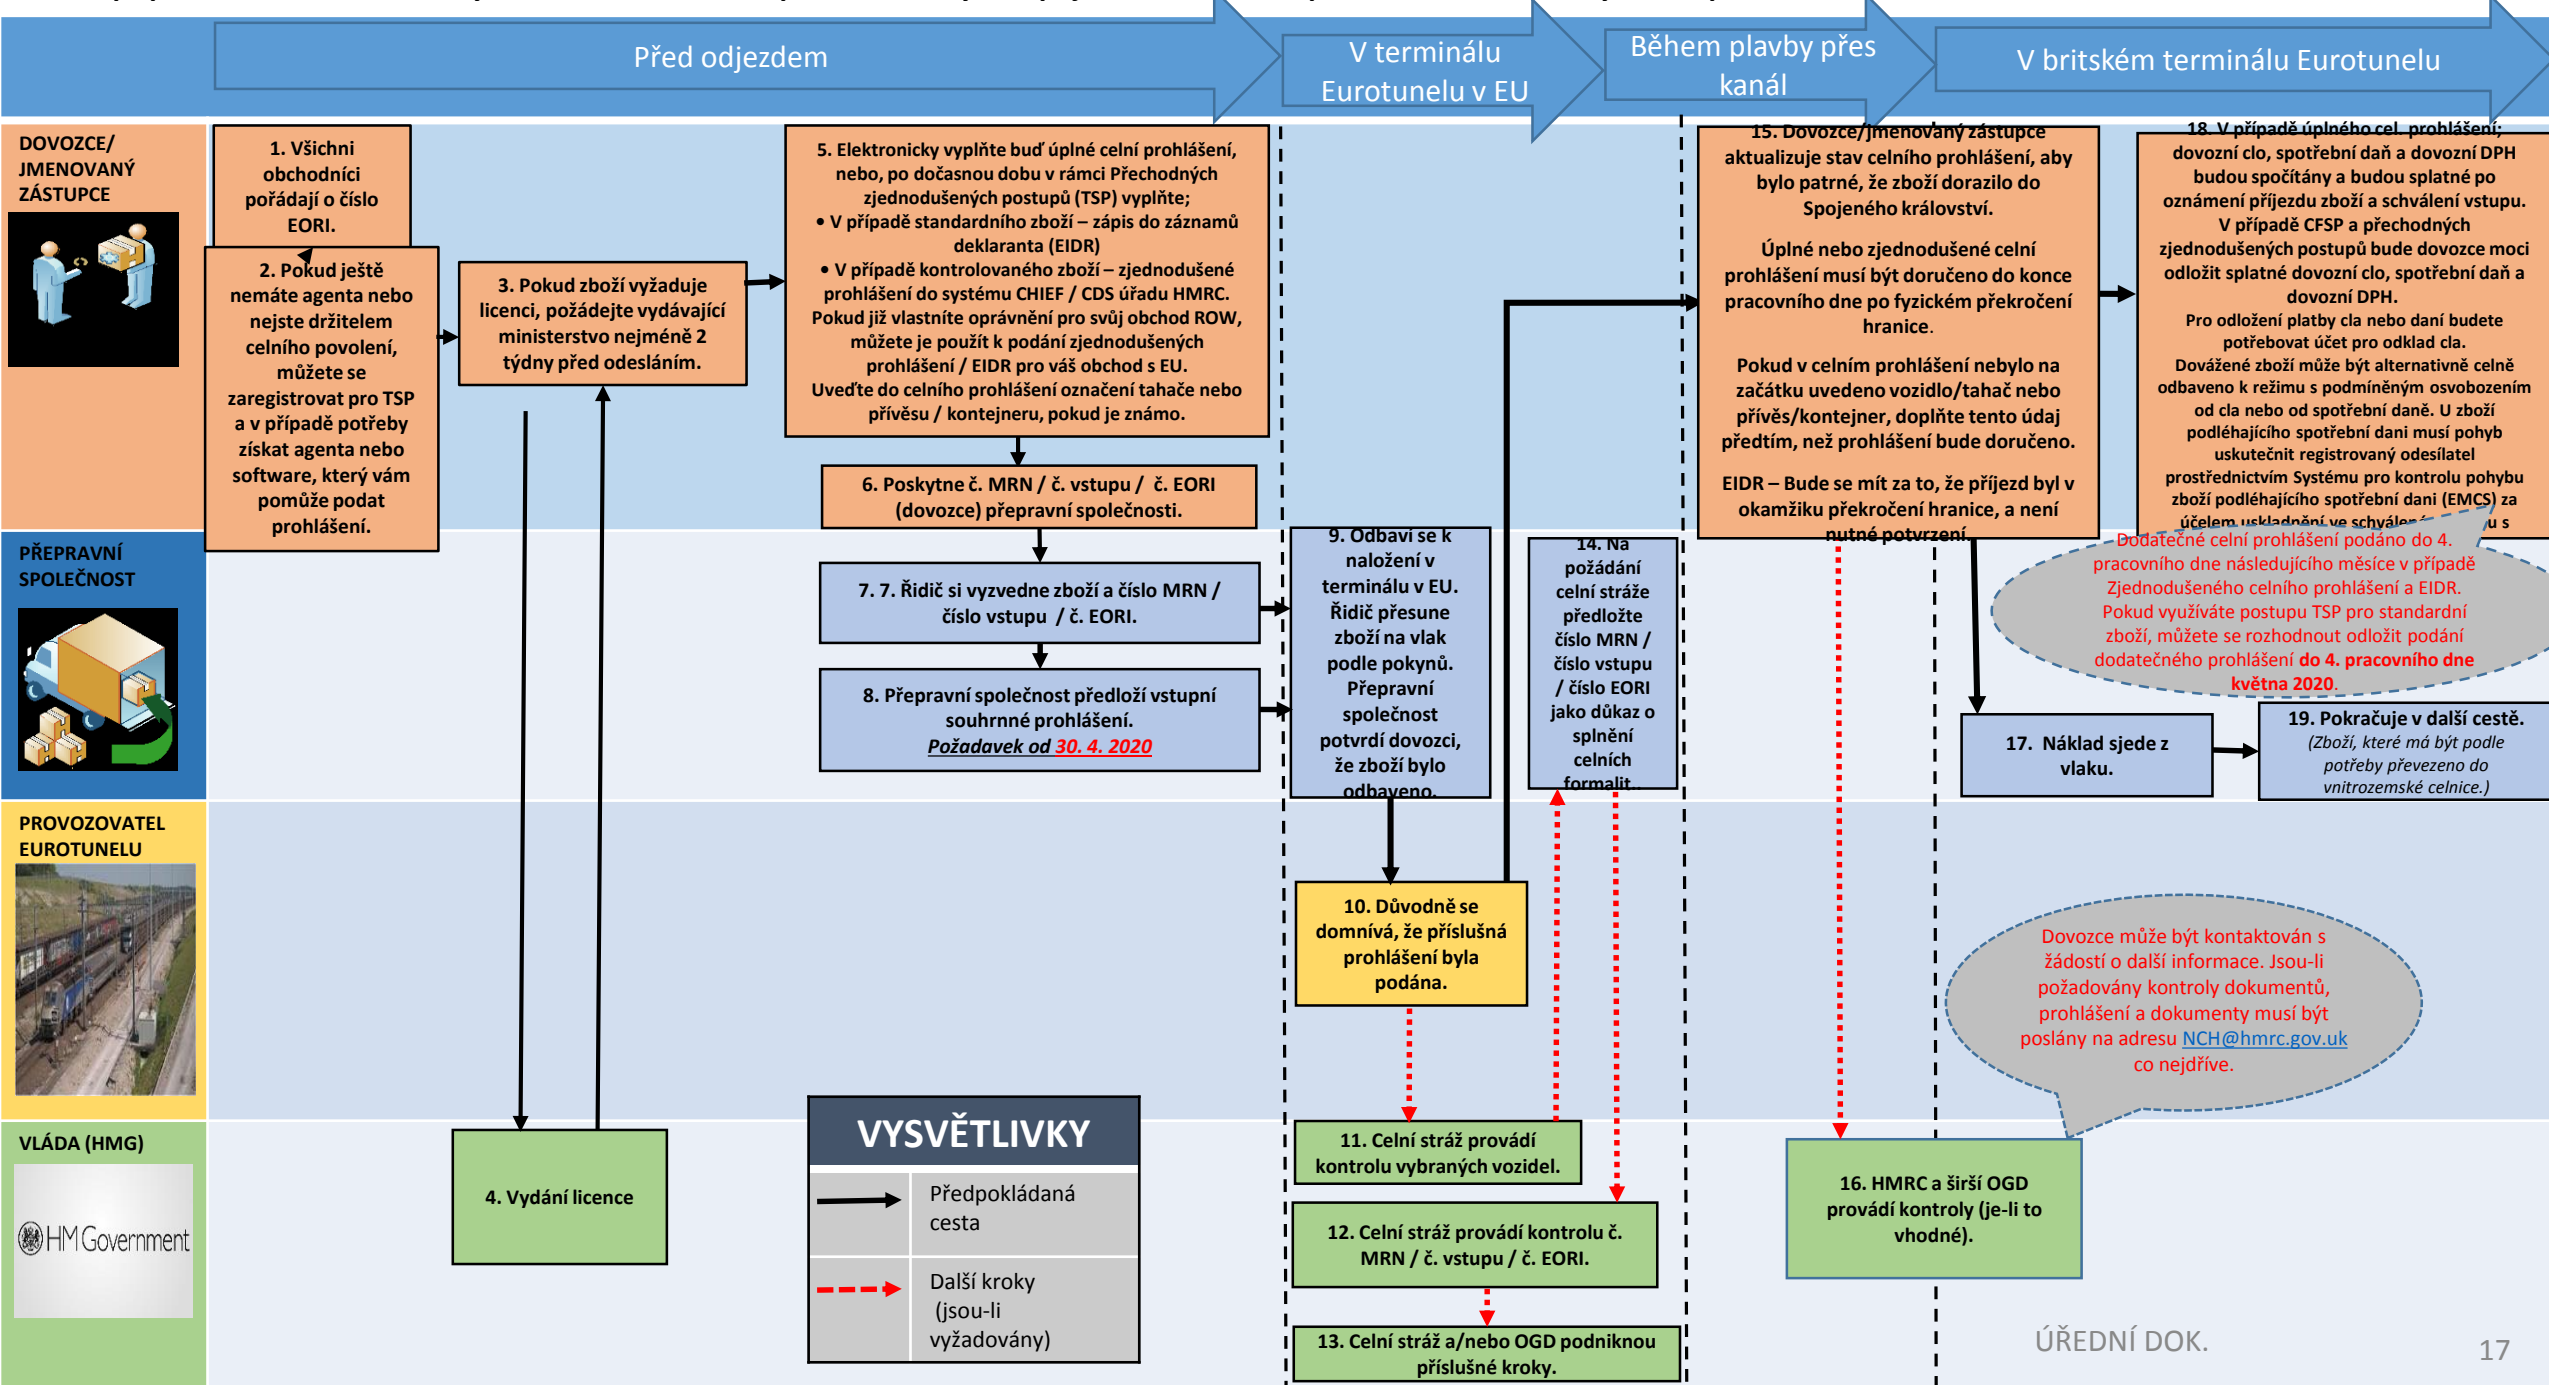 Před odjezdem
V terminálu
Eurotunelu v EU
Během plavby přes
kanál
V britském terminálu Eurotunelu
DOVOZCE/
JMENOVANÝ
ZÁSTUPCE
1. Všichni
obchodníci
pořádají o číslo
EORI.
2. Pokud ještě
nemáte agenta nebo
nejste držitelem
celního povolení,
můžete se
zaregistrovat pro TSP
a v případě potřeby
získat agenta nebo
software, který vám
pomůže podat
prohlášení.
3. Pokud zboží vyžaduje
licenci, požádejte vydávající
ministerstvo nejméně 2
týdny před odesláním.
5. Elektronicky vyplňte buď úplné celní prohlášení,
nebo, po dočasnou dobu v rámci Přechodných
zjednodušených postupů (TSP) vyplňte;
• V případě standardního zboží – zápis do záznamů
deklaranta (EIDR)
• V případě kontrolovaného zboží – zjednodušené
prohlášení do systému CHIEF / CDS úřadu HMRC.
Pokud již vlastníte oprávnění pro svůj obchod ROW,
můžete je použít k podání zjednodušených
prohlášení / EIDR pro váš obchod s EU.
Uveďte do celního prohlášení označení tahače nebo
přívěsu / kontejneru, pokud je známo.
6. Poskytne č. MRN / č. vstupu / č. EORI
(dovozce) přepravní společnosti.
15. Dovozce/jmenovaný zástupce
aktualizuje stav celního prohlášení, aby
bylo patrné, že zboží dorazilo do
Spojeného království.
Úplné nebo zjednodušené celní
prohlášení musí být doručeno do konce
pracovního dne po fyzickém překročení
hranice.
Pokud v celním prohlášení nebylo na
začátku uvedeno vozidlo/tahač nebo
přívěs/kontejner, doplňte tento údaj
předtím, než prohlášení bude doručeno.
EIDR – Bude se mít za to, že příjezd byl v
okamžiku překročení hranice, a není
nutné potvrzení.
18. V případě úplného cel. prohlášení;
dovozní clo, spotřební daň a dovozní DPH
budou spočítány a budou splatné po
oznámení příjezdu zboží a schválení vstupu.
V případě CFSP a přechodných
zjednodušených postupů bude dovozce moci
odložit splatné dovozní clo, spotřební daň a
dovozní DPH.
Pro odložení platby cla nebo daní budete
potřebovat účet pro odklad cla.
Dovážené zboží může být alternativně celně
odbaveno k režimu s podmíněným osvobozením
od cla nebo od spotřební daně. U zboží
podléhajícího spotřební dani musí pohyb
uskutečnit registrovaný odesílatel
prostřednictvím Systému pro kontrolu pohybu
zboží podléhajícího spotřební dani (EMCS) za
účelem uskladnění ve
Dodatečné celní prohlášení podáno do 4.
pracovního dne následujícího měsíce v případě
Zjednodušeného celního prohlášení a EIDR.
Pokud využíváte postupu TSP pro standardní
zboží, můžete se rozhodnout odložit podání
dodatečného prohlášení do 4. pracovního dne
května 2020.
PŘEPRAVNÍ
SPOLEČNOST
7. 7. Řidič si vyzvedne zboží a číslo MRN /
číslo vstupu / č. EORI.
8. Přepravní společnost předloží vstupní
souhrnné prohlášení.
Požadavek od 30. 4. 2020
9. Odbaví se k
naložení v
terminálu v EU.
Řidič přesune
zboží na vlak
podle pokynů.
Přepravní
společnost
potvrdí dovozci,
že zboží bylo
odbaveno.
14. Na
požádání
celní stráže
předložte
číslo MRN /
číslo vstupu
/ číslo EORI
jako důkaz o
splnění
celních
formalit..
17. Náklad sjede z
vlaku.
19. Pokračuje v další cestě.
(Zboží, které má být podle
potřeby převezeno do
vnitrozemské celnice.)
PROVOZOVATEL
EUROTUNELU
10. Důvodně se
domnívá, že příslušná
prohlášení byla
podána.
Dovozce může být kontaktován s
žádostí o další informace. Jsou-li
požadovány kontroly dokumentů,
prohlášení a dokumenty musí být
poslány na adresu NCH@hmrc.gov.uk
co nejdříve.
VLÁDA (HMG)
HM Government
4. Vydání licence
VYSVĚTLIVKY
Předpokládaná
cesta
Další kroky
(jsou-li
vyžadovány)
11. Celní stráž provádí
kontrolu vybraných vozidel.
12. Celní stráž provádí kontrolu č.
MRN / č. vstupu / č. EORI.
13. Celní stráž a/nebo OGD podniknou
příslušné kroky.
16. HMRC a širší OGD
provádí kontroly (je-li to
vhodné).
ÚŘEDNÍ DOK.
17